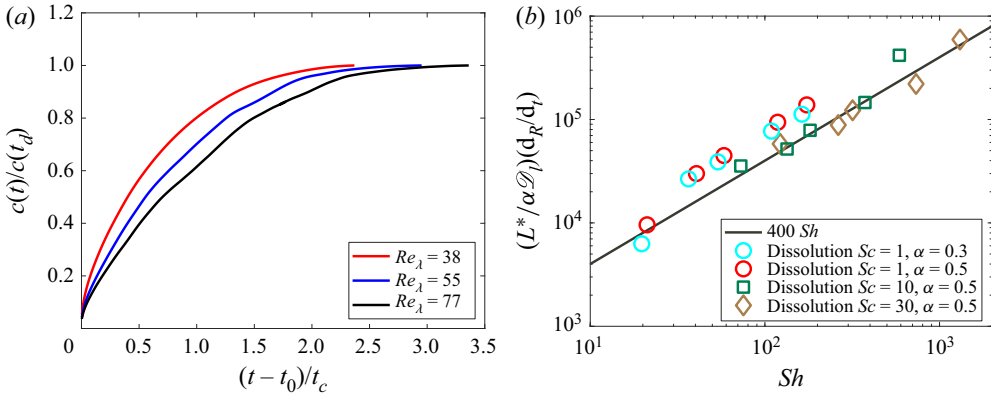 (a)
c(t)/c(t_d)
1.0
0.8
0.6
0.4
0.2
0 0.5 1.0 1.5 2.0 2.5 3.0 3.5
(t – t_0)/t_c
Re_λ = 38
Re_λ = 55
Re_λ = 77
(b)
(L*/α𝒟_l)(d_R/d_t)
10^6
10^5
10^4
10^3
10^1 10^2 10^3
Sh
400 Sh
Dissolution Sc = 1, α = 0.3
Dissolution Sc = 1, α = 0.5
Dissolution Sc = 10, α = 0.5
Dissolution Sc = 30, α = 0.5